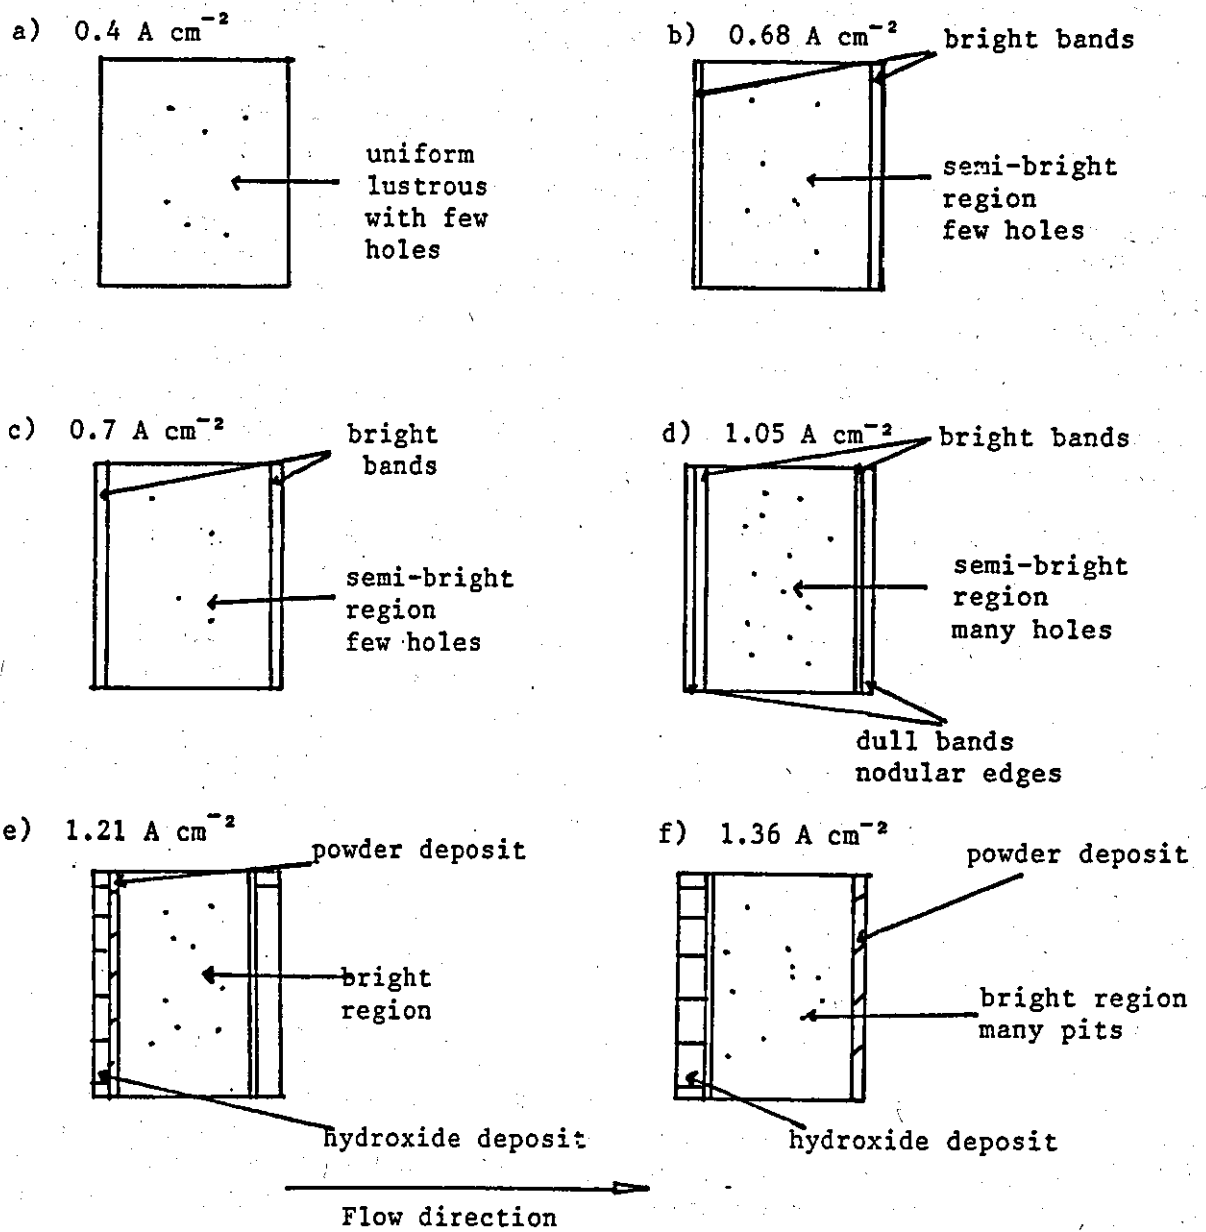 a) 0.4 A cm⁻²
uniform
lustrous
with few
holes
b) 0.68 A cm⁻²
bright bands
semi-bright
region
few holes
c) 0.7 A cm⁻²
bright
bands
semi-bright
region
few holes
d) 1.05 A cm⁻²
bright bands
semi-bright
region
many holes
dull bands
nodular edges
e) 1.21 A cm⁻²
powder deposit
bright
region
hydroxide deposit
f) 1.36 A cm⁻²
powder deposit
bright region
many pits
hydroxide deposit
Flow direction